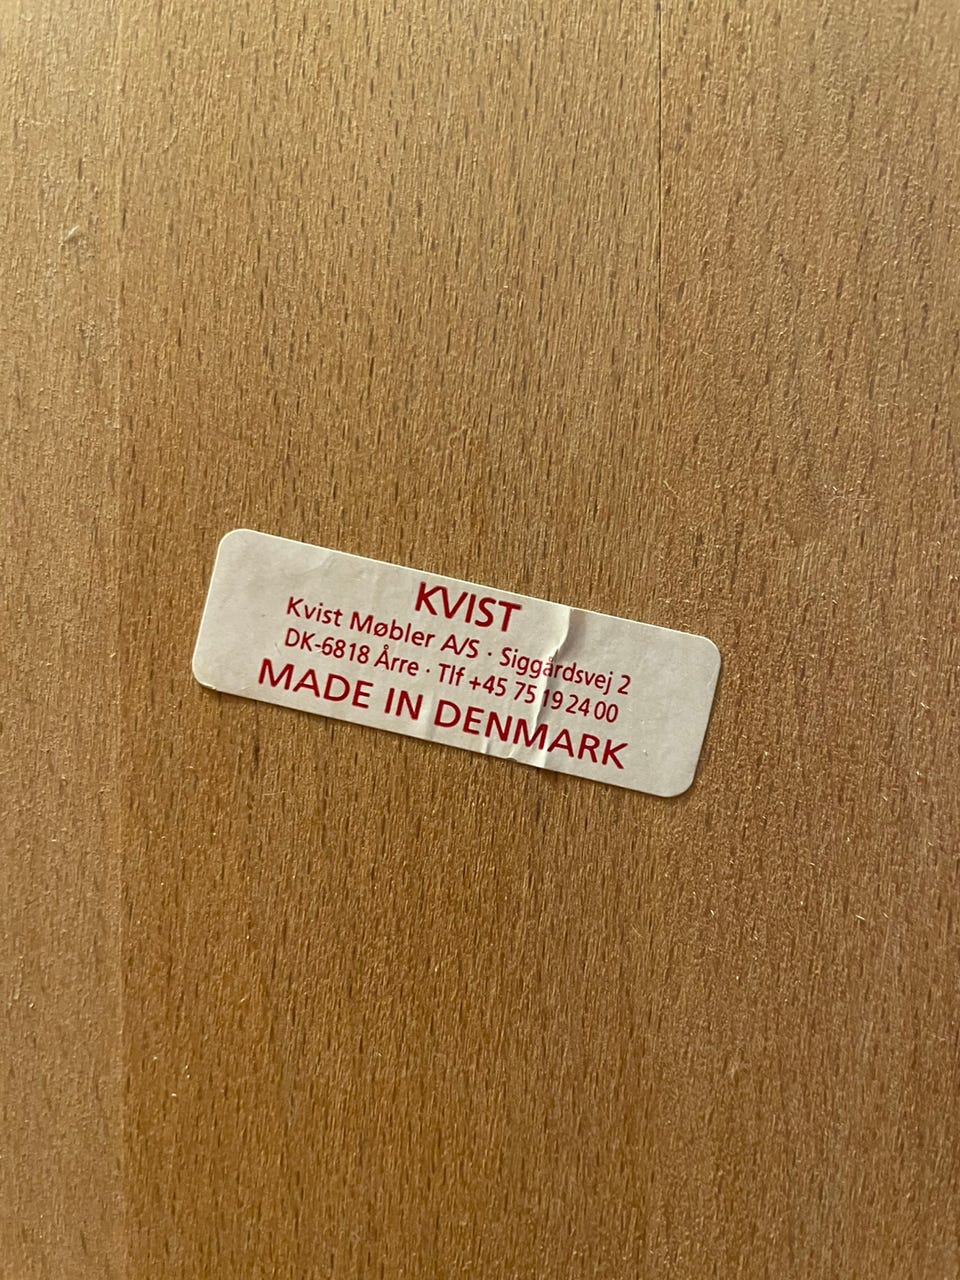 KVIST
Kvist Møbler A/S · Siggårdsvej 2
DK-6818 Årre · Tlf +45 75 19 24 00
MADE IN DENMARK